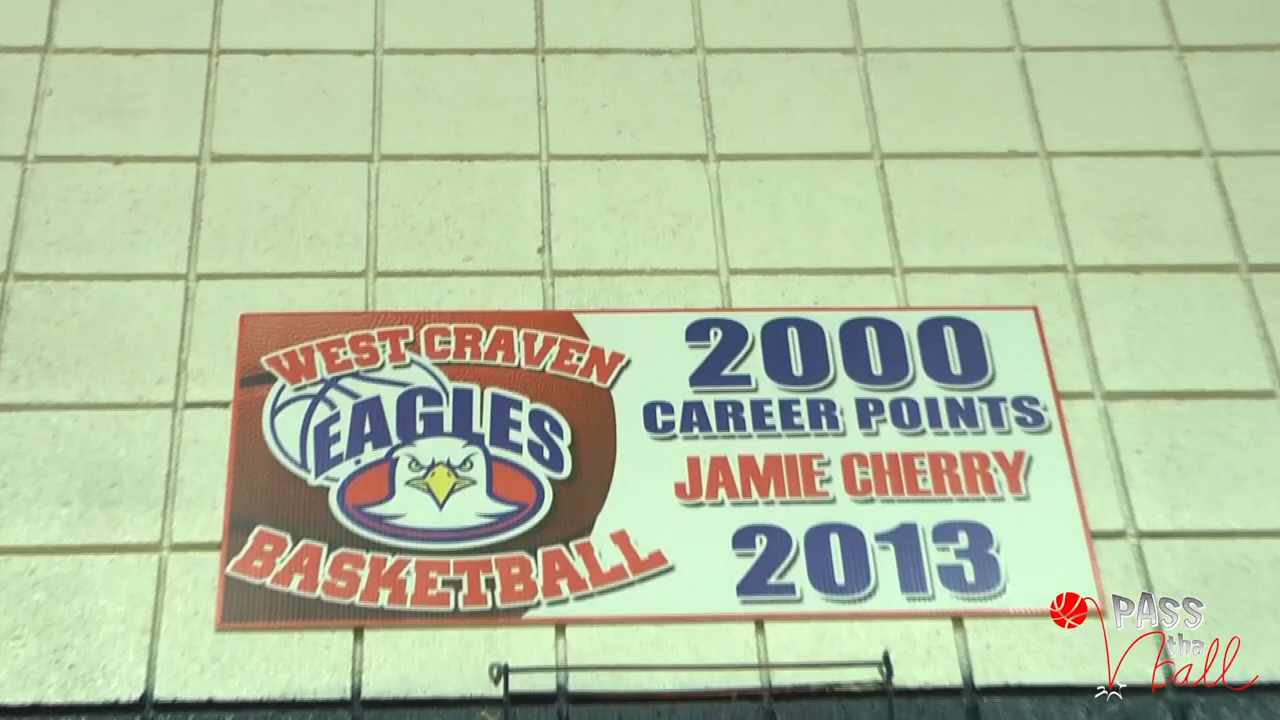 WEST CRAVEN
EAGLES
BASKETBALL
2000
CAREER POINTS
JAMIE CHERRY
2013
PASS
tha
Ball